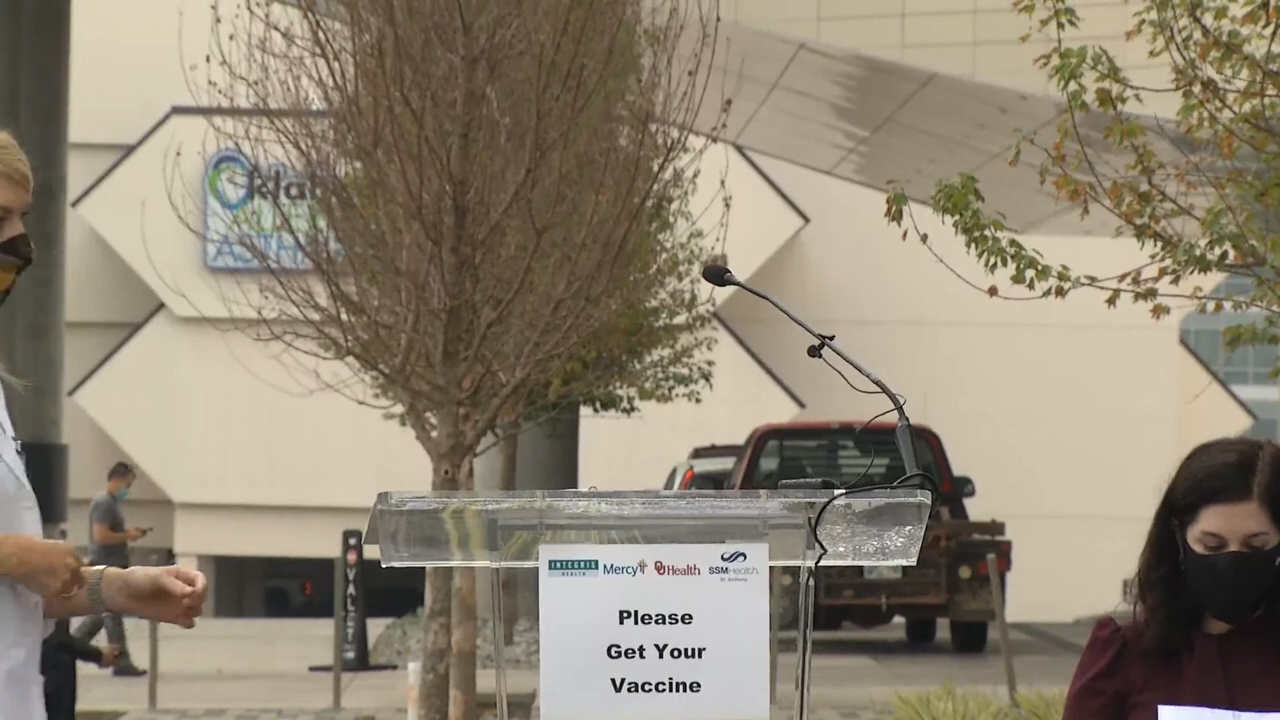 INTEGRIS
HEALTH
Mercy
OU Health
SSMHealth
St. Anthony
Please
Get Your
Vaccine
VALET